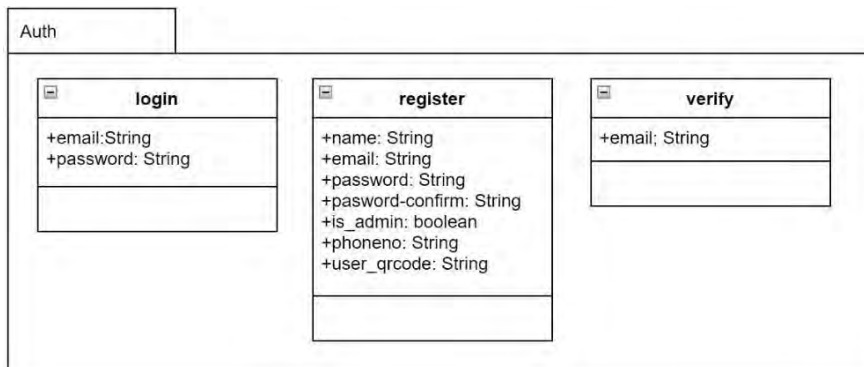 Auth
login
+email:String
+password: String
register
+name: String
+email: String
+password: String
+pasword-confirm: String
+is_admin: boolean
+phoneno: String
+user_qrcode: String
verify
+email; String